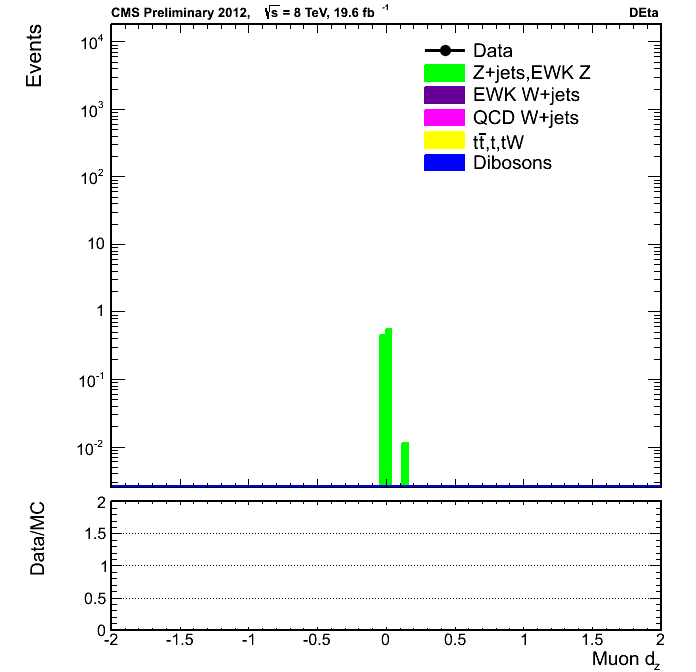 CMS Preliminary 2012, √s = 8 TeV, 19.6 fb⁻¹ DEta
Events
10⁴
10³
10²
10
1
10⁻¹
10⁻²
Data
Z+jets,EWK Z
EWK W+jets
QCD W+jets
tt̅,t,tW
Dibosons
Data/MC
2
1.5
1
0.5
0
-2 -1.5 -1 -0.5 0 0.5 1 1.5 2
Muon d_z